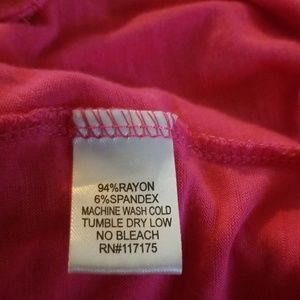 94%RAYON
6%SPANDEX
MACHINE WASH COLD
TUMBLE DRY LOW
NO BLEACH
RN#117175